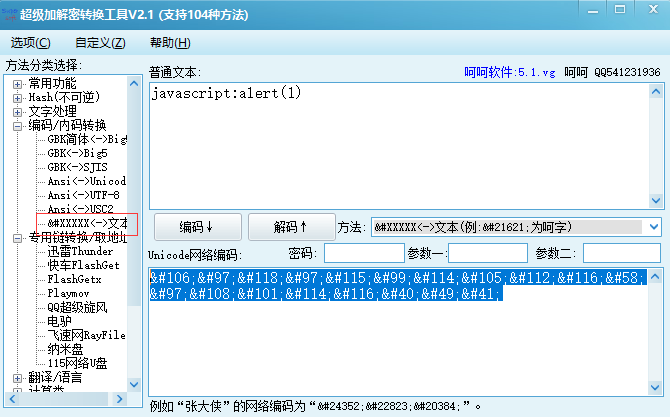 超级加解密转换工具V2.1 (支持104种方法)
选项(C) 自定义(Z) 帮助(H)
方法分类选择:
常用功能
Hash(不可逆)
文字处理
编码/内码转换
GBK简体<->Big5
GBK<->Big5
GBK<->SJIS
Ansi<->Unicod
Ansi<->UTF-8
Ansi<->USC2
&#XXXXX<->文本
专用链转换/取地址
迅雷Thunder
快车FlashGet
FlashGetx
Playmov
QQ超级旋风
电驴
飞速网RayFile
纳米盘
115网络U盘
翻译/语言
计算类
普通文本:
呵呵软件:5.1.vg 呵呵 QQ541231936
javascript:alert(1)
编码↓ 解码↑ 方法: &#XXXXX<->文本(例:&#21621;为呵字)
Unicode网络编码: 密码: 参数一: 参数二:
&#106;&#97;&#118;&#97;&#115;&#99;&#114;&#105;&#112;&#116;&#58;
&#97;&#108;&#101;&#114;&#116;&#40;&#49;&#41;
例如“张大侠”的网络编码为“&#24352;&#22823;&#20384;”。